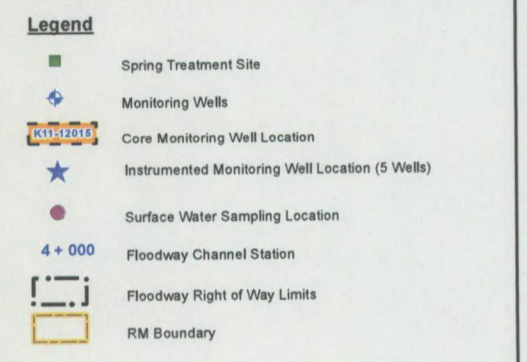 Legend
Spring Treatment Site
Monitoring Wells
K11-12015 Core Monitoring Well Location
Instrumented Monitoring Well Location (5 Wells)
Surface Water Sampling Location
4 + 000 Floodway Channel Station
Floodway Right of Way Limits
RM Boundary